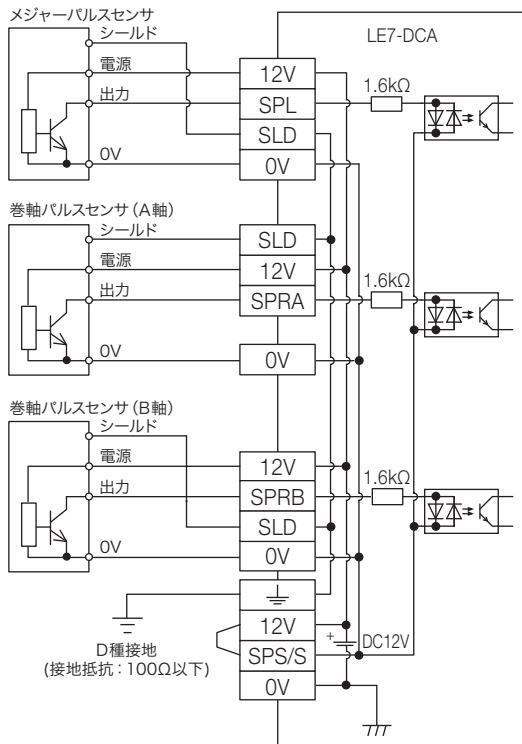 メジャーパルスセンサ
シールド
LE7-DCA
電源
12V
1.6kΩ
出力
SPL
SLD
0V
0V
巻軸パルスセンサ(A軸)
シールド
SLD
電源
12V
1.6kΩ
出力
SPRA
0V
0V
巻軸パルスセンサ(B軸)
シールド
電源
12V
1.6kΩ
出力
SPRB
SLD
0V
0V
12V
+
DC12V
D種接地
(接地抵抗:100Ω以下)
SPS/S
0V